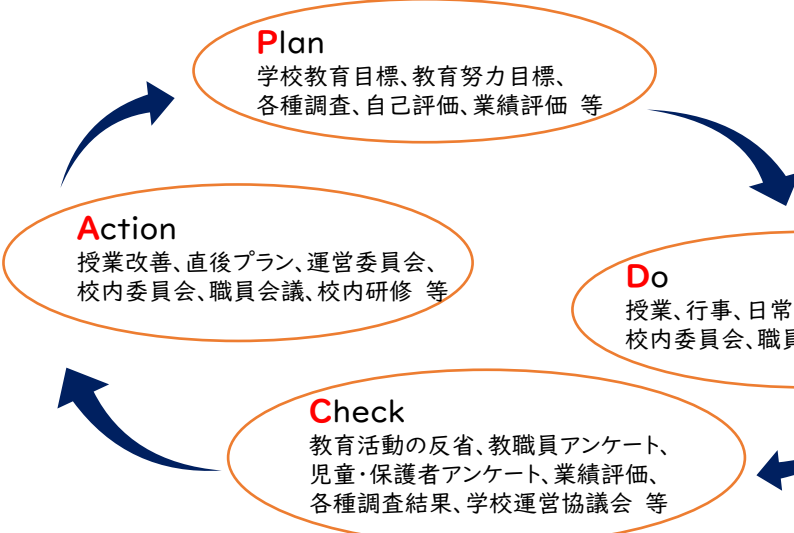 Plan
学校教育目標、教育努力目標、
各種調査、自己評価、業績評価 等
Action
授業改善、直後プラン、運営委員会、
校内委員会、職員会議、校内研修 等
Do
授業、行事、日常
校内委員会、職員
Check
教育活動の反省、教職員アンケート、
児童・保護者アンケート、業績評価、
各種調査結果、学校運営協議会 等